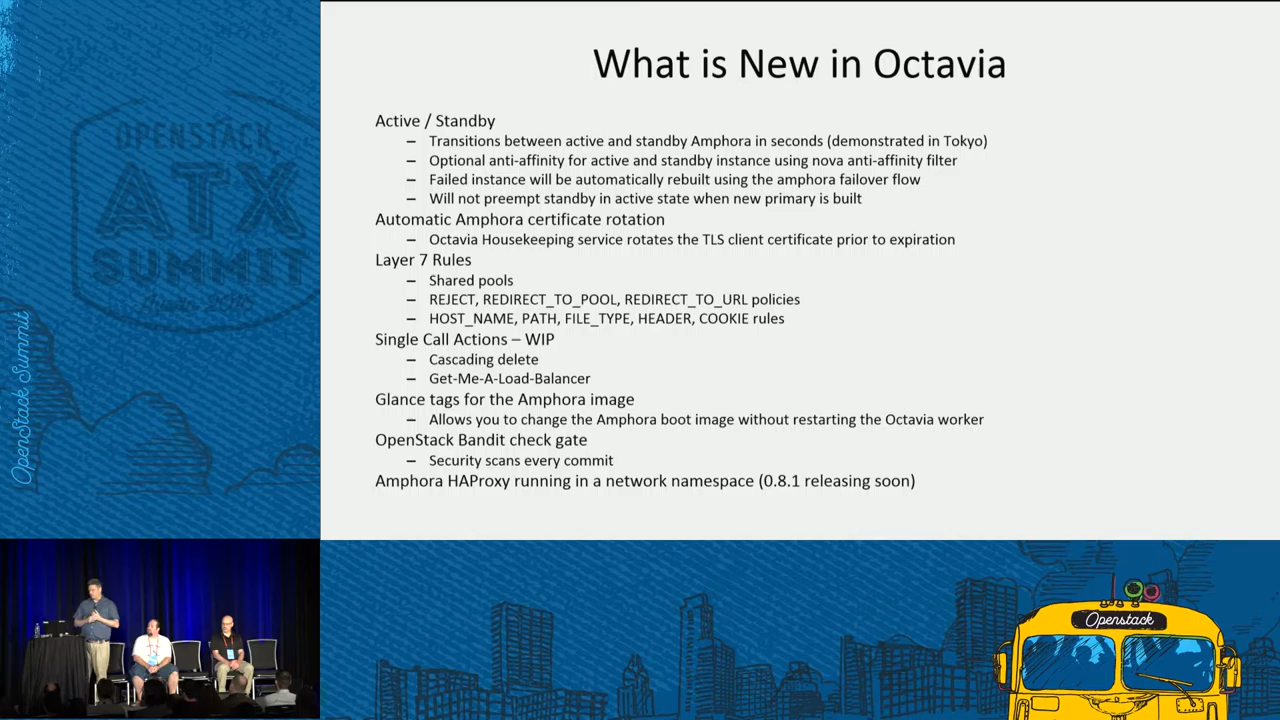 What is New in Octavia
Active / Standby
– Transitions between active and standby Amphora in seconds (demonstrated in Tokyo)
– Optional anti-affinity for active and standby instance using nova anti-affinity filter
– Failed instance will be automatically rebuilt using the amphora failover flow
– Will not preempt standby in active state when new primary is built
Automatic Amphora certificate rotation
– Octavia Housekeeping service rotates the TLS client certificate prior to expiration
Layer 7 Rules
– Shared pools
– REJECT, REDIRECT_TO_POOL, REDIRECT_TO_URL policies
– HOST_NAME, PATH, FILE_TYPE, HEADER, COOKIE rules
Single Call Actions – WIP
– Cascading delete
– Get-Me-A-Load-Balancer
Glance tags for the Amphora image
– Allows you to change the Amphora boot image without restarting the Octavia worker
OpenStack Bandit check gate
– Security scans every commit
Amphora HAProxy running in a network namespace (0.8.1 releasing soon)
OPENSTACK
ATX
SUMMIT
Austin 2016
OpenStack Summit
Openstack